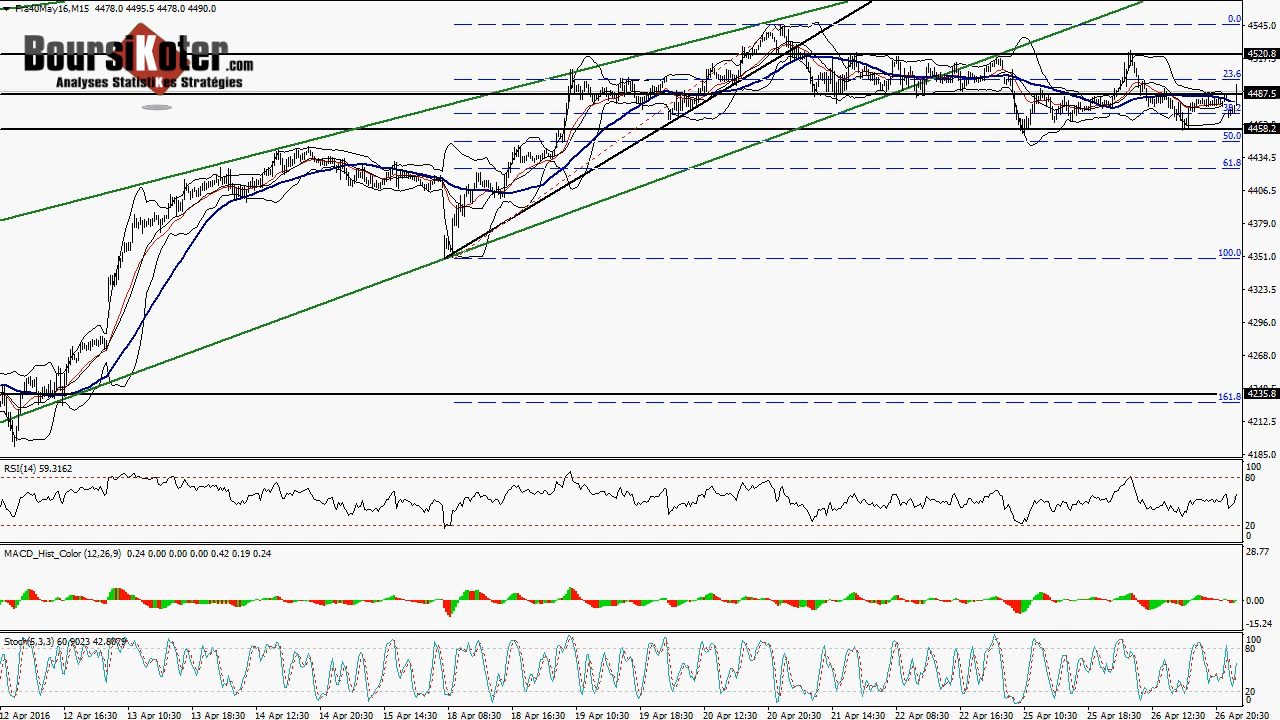 Fra40May16,M15 4478.0 4495.5 4478.0 4490.0
BoursiKoter.com
Analyses StatistiKes Stratégies
0.0
23.6
38.2
50.0
61.8
100.0
161.8
4545.0
4520.8
4517.5
4487.5
4458.2
4434.5
4406.5
4379.0
4351.0
4323.5
4296.0
4268.0
4235.8
4212.5
4185.0
RSI(14) 59.3162
100
80
20
0
MACD_Hist_Color (12,26,9) 0.24 0.00 0.00 0.00 0.42 0.19 0.24
28.77
0.00
-15.24
Stoch(5,3,3) 60.9023 42.8079
100
80
20
0
12 Apr 2016
12 Apr 16:30
13 Apr 10:30
13 Apr 18:30
14 Apr 12:30
14 Apr 20:30
15 Apr 14:30
18 Apr 08:30
18 Apr 16:30
19 Apr 10:30
19 Apr 18:30
20 Apr 12:30
20 Apr 20:30
21 Apr 14:30
22 Apr 08:30
22 Apr 16:30
25 Apr 10:30
25 Apr 18:30
26 Apr 12:30
26 Apr 20:30